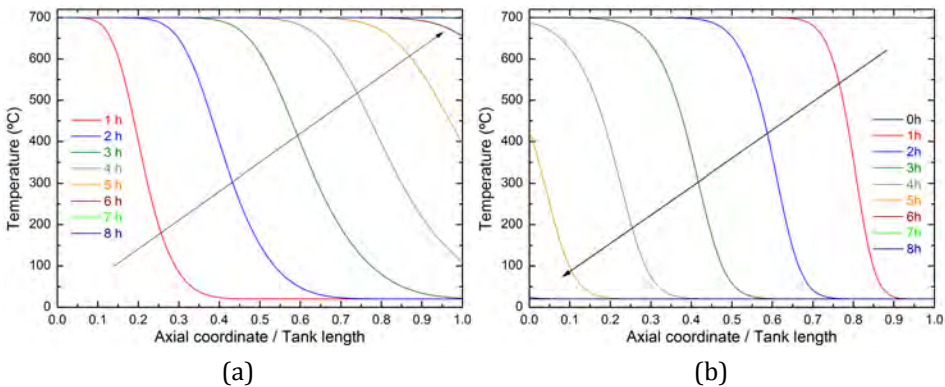 700
600
500
400
300
200
100
0
Temperature (ºC)
1 h
2 h
3 h
4 h
5 h
6 h
7 h
8 h
0.0 0.1 0.2 0.3 0.4 0.5 0.6 0.7 0.8 0.9 1.0
Axial coordinate / Tank length
(a)
700
600
500
400
300
200
100
0
Temperature (ºC)
0h
1h
2h
3h
4h
5h
6h
7h
8h
0.0 0.1 0.2 0.3 0.4 0.5 0.6 0.7 0.8 0.9 1.0
Axial coordinate / Tank length
(b)